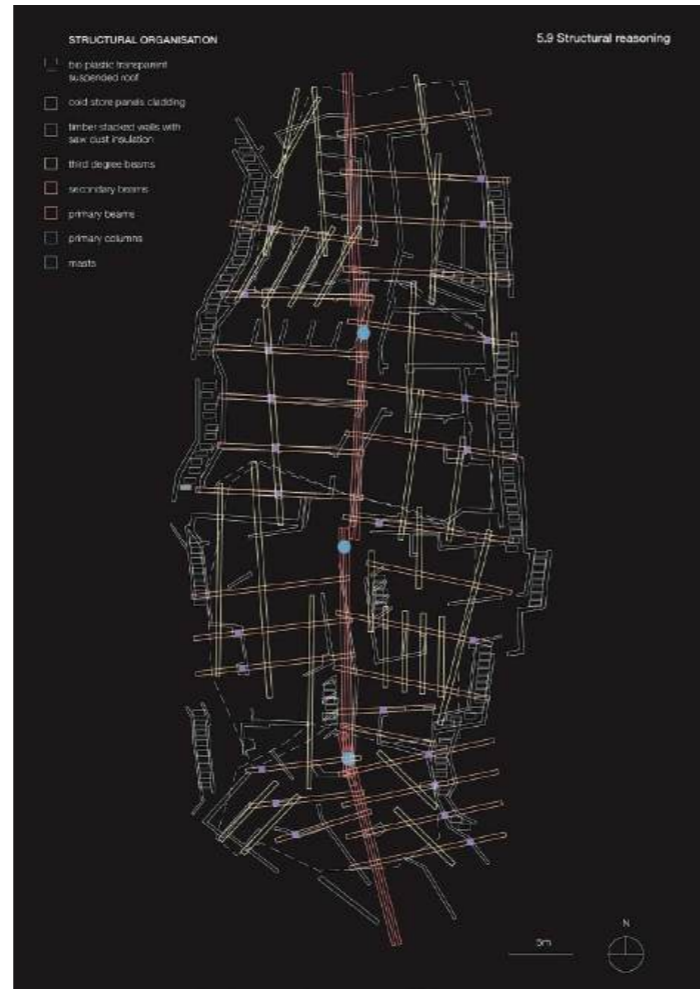 STRUCTURAL ORGANISATION
5.9 Structural reasoning
bio plastic transparent
suspended roof
cold store panels cladding
timber stacked walls with
saw dust insulation
third degree beams
secondary beams
primary beams
primary columns
masts
N
5m